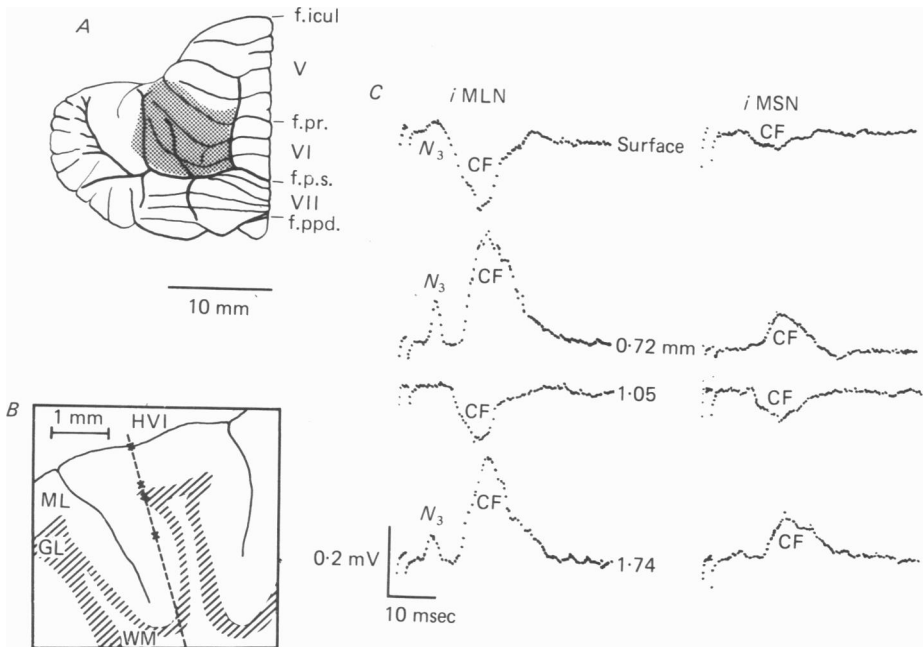 A
f.icul
V
f.pr.
VI
f.p.s.
VII
f.ppd.
10 mm
B
1 mm
HVI
ML
GL
WM
C
i MLN
i MSN
N3
CF
Surface
CF
N3
CF
0·72 mm
CF
CF
1·05
CF
N3
CF
1·74
CF
0·2 mV
10 msec